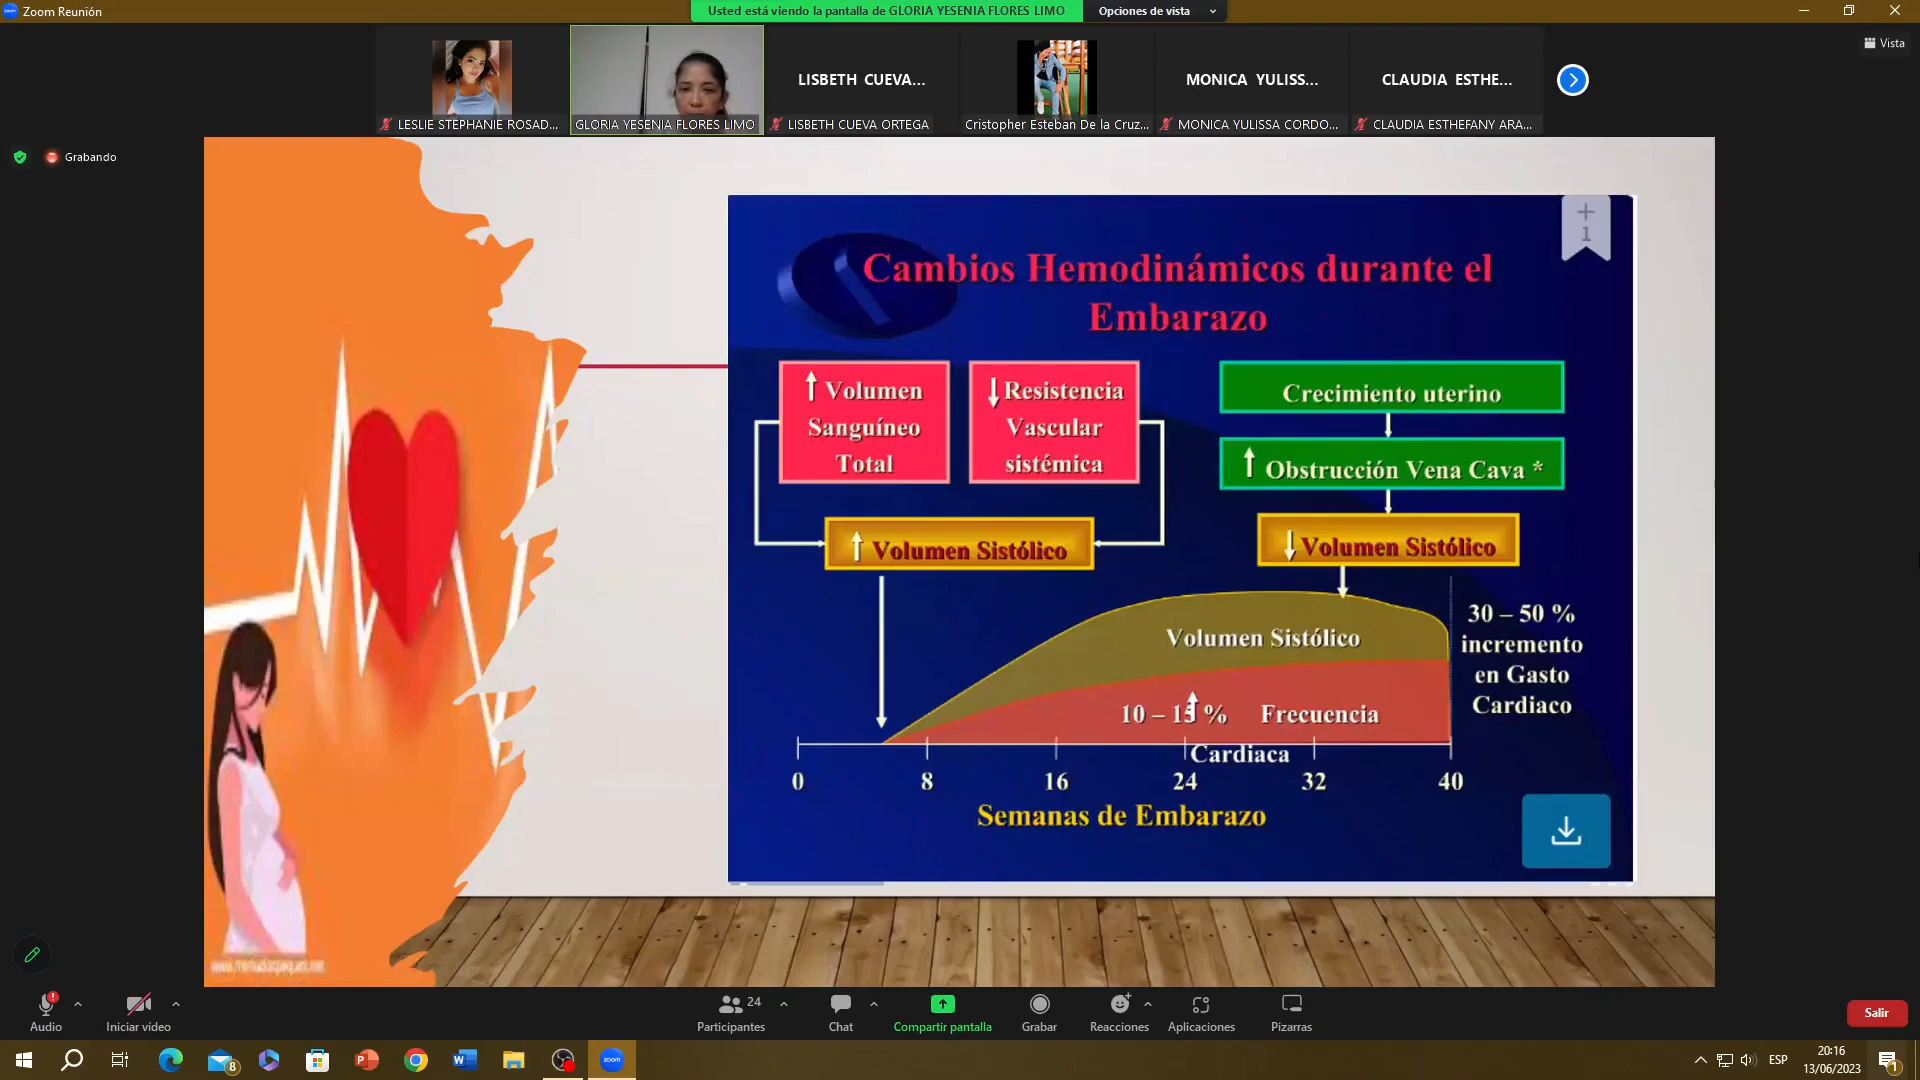 Zoom Reunión
Usted está viendo la pantalla de GLORIA YESENIA FLORES LIMO
Opciones de vista
Vista
LISBETH CUEVA...
MONICA YULISS...
CLAUDIA ESTHE...
LESLIE STEPHANIE ROSAD...
GLORIA YESENIA FLORES LIMO
LISBETH CUEVA ORTEGA
Cristopher Esteban De la Cruz...
MONICA YULISSA CORDO...
CLAUDIA ESTHEFANY ARA...
Grabando
+
1
Cambios Hemodinámicos durante el
Embarazo
↑ Volumen
Sanguíneo
Total
↓ Resistencia
Vascular
sistémica
Crecimiento uterino
↑ Obstrucción Vena Cava *
↑ Volumen Sistólico
↓ Volumen Sistólico
Volumen Sistólico
30 – 50 %
incremento
en Gasto
Cardiaco
10 – 15 % Frecuencia
Cardiaca
0 8 16 24 32 40
Semanas de Embarazo
Audio
Iniciar vídeo
24
Participantes
Chat
Compartir pantalla
Grabar
Reacciones
Aplicaciones
Pizarras
Salir
8
zoom
ESP
20:16
13/06/2023
1